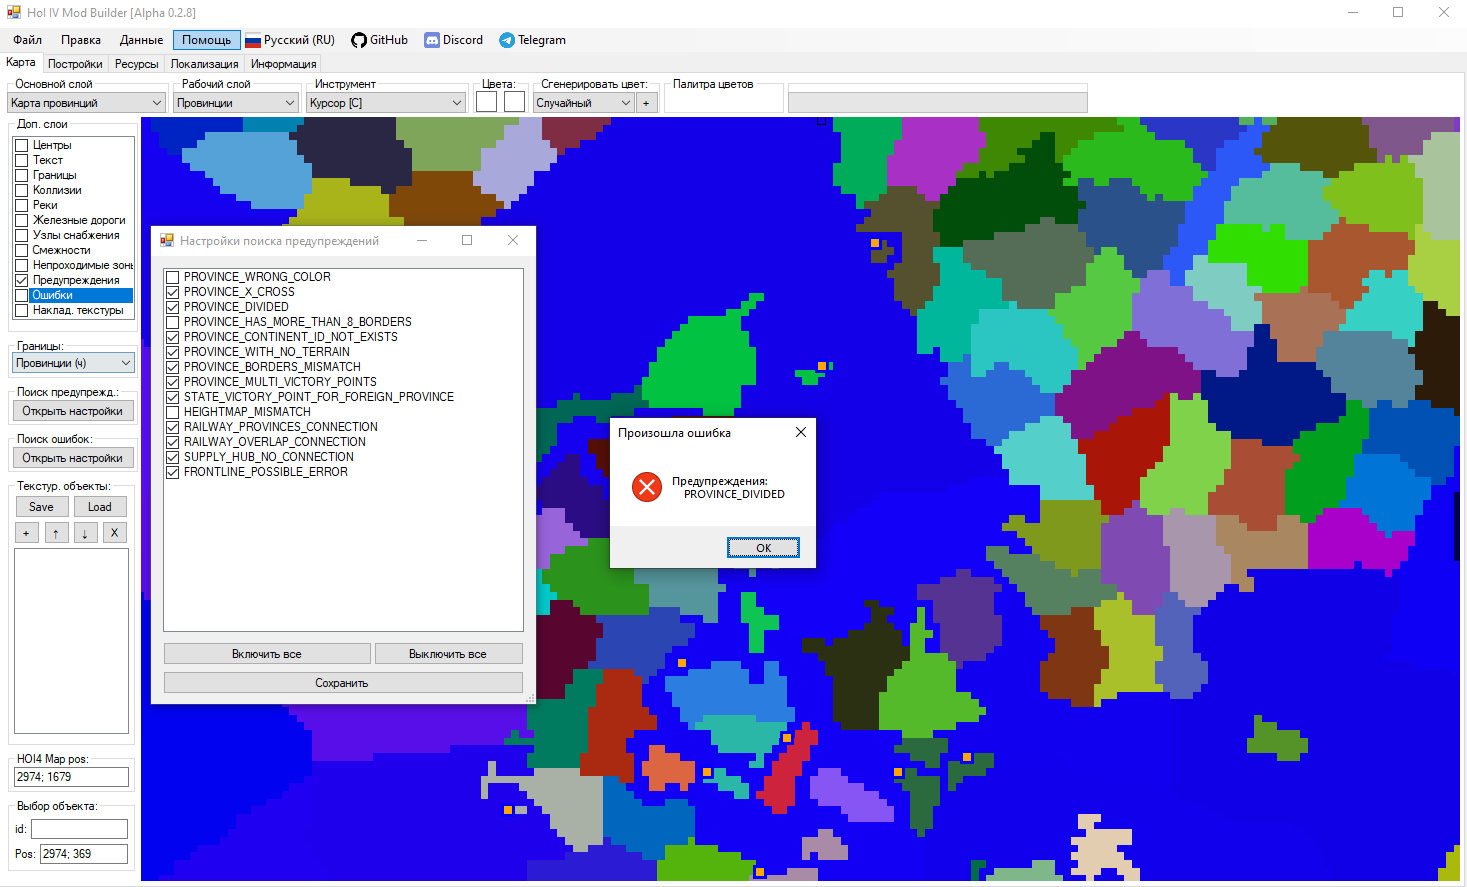 HoI IV Mod Builder [Alpha 0.2.8]
Файл Правка Данные Помощь Русский (RU) GitHub Discord Telegram
Карта Постройки Ресурсы Локализация Информация
Основной слой Рабочий слой Инструмент Цвета: Сгенерировать цвет: Палитра цветов
Карта провинций Провинции Курсор [C] Случайный +
Доп. слои
Центры
Текст
Границы
Коллизии
Реки
Железные дороги
Узлы снабжения
Смежности
Непроходимые зоны
Предупреждения
Ошибки
Наклад. текстуры
Границы:
Провинции (ч)
Поиск предупрежд.:
Открыть настройки
Поиск ошибок:
Открыть настройки
Текстур. объекты:
Save Load
+ ↑ ↓ X
HOI4 Map pos:
2974; 1679
Выбор объекта:
id:
Pos: 2974; 369
Настройки поиска предупреждений
PROVINCE_WRONG_COLOR
PROVINCE_X_CROSS
PROVINCE_DIVIDED
PROVINCE_HAS_MORE_THAN_8_BORDERS
PROVINCE_CONTINENT_ID_NOT_EXISTS
PROVINCE_WITH_NO_TERRAIN
PROVINCE_BORDERS_MISMATCH
PROVINCE_MULTI_VICTORY_POINTS
STATE_VICTORY_POINT_FOR_FOREIGN_PROVINCE
HEIGHTMAP_MISMATCH
RAILWAY_PROVINCES_CONNECTION
RAILWAY_OVERLAP_CONNECTION
SUPPLY_HUB_NO_CONNECTION
FRONTLINE_POSSIBLE_ERROR
Включить все Выключить все
Сохранить
Произошла ошибка
Предупреждения:
PROVINCE_DIVIDED
OK